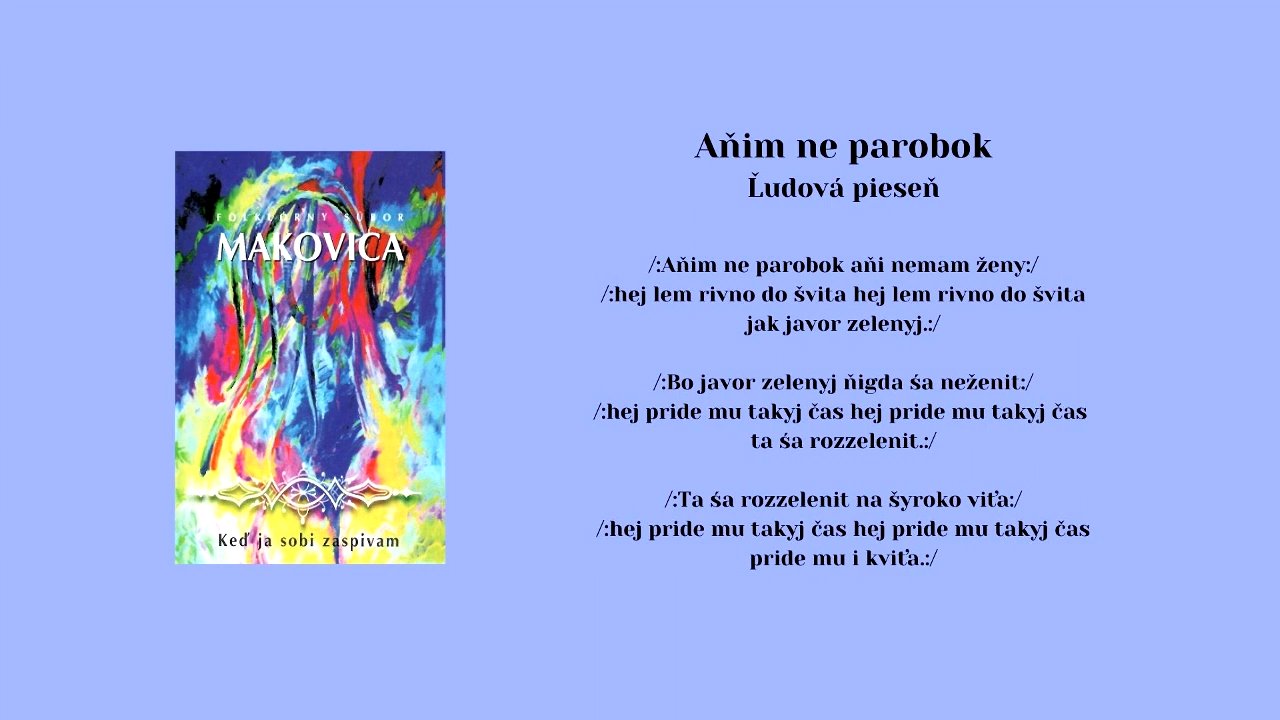 FOLKLÓRNY SÚBOR
MAKOVICA
Keď ja sobi zaspivam
Aňim ne parobok
Ľudová pieseň
/:Aňim ne parobok aňi nemam ženy:/
/:hej lem rivno do švita hej lem rivno do švita
jak javor zelenyj.:/
/:Bo javor zelenyj ňigda śa neženit:/
/:hej pride mu takyj čas hej pride mu takyj čas
ta śa rozzelenit.:/
/:Ta śa rozzelenit na šyroko viťa:/
/:hej pride mu takyj čas hej pride mu takyj čas
pride mu i kviťa.:/